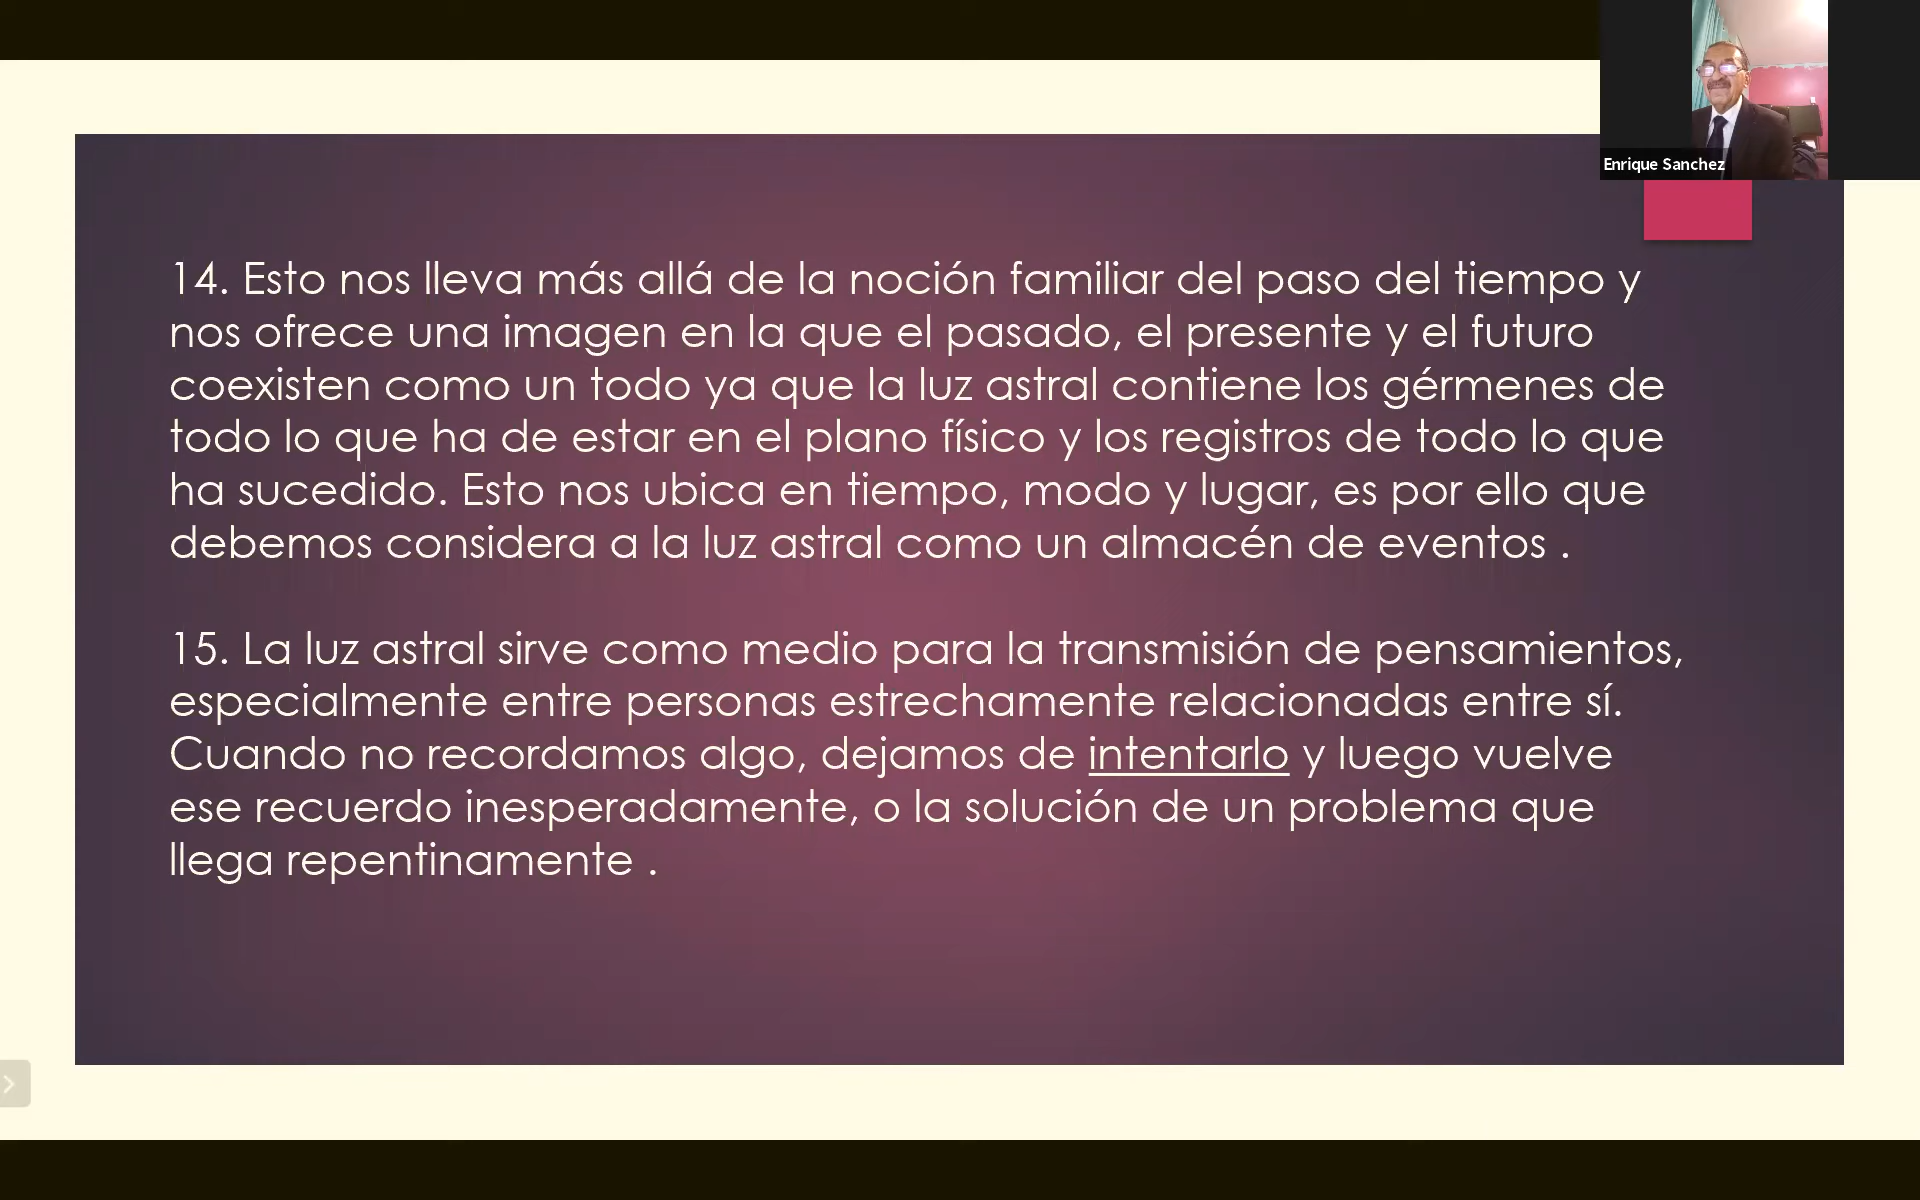 Enrique Sanchez
14. Esto nos lleva más allá de la noción familiar del paso del tiempo y
nos ofrece una imagen en la que el pasado, el presente y el futuro
coexisten como un todo ya que la luz astral contiene los gérmenes de
todo lo que ha de estar en el plano físico y los registros de todo lo que
ha sucedido. Esto nos ubica en tiempo, modo y lugar, es por ello que
debemos considera a la luz astral como un almacén de eventos .
15. La luz astral sirve como medio para la transmisión de pensamientos,
especialmente entre personas estrechamente relacionadas entre sí.
Cuando no recordamos algo, dejamos de intentarlo y luego vuelve
ese recuerdo inesperadamente, o la solución de un problema que
llega repentinamente .